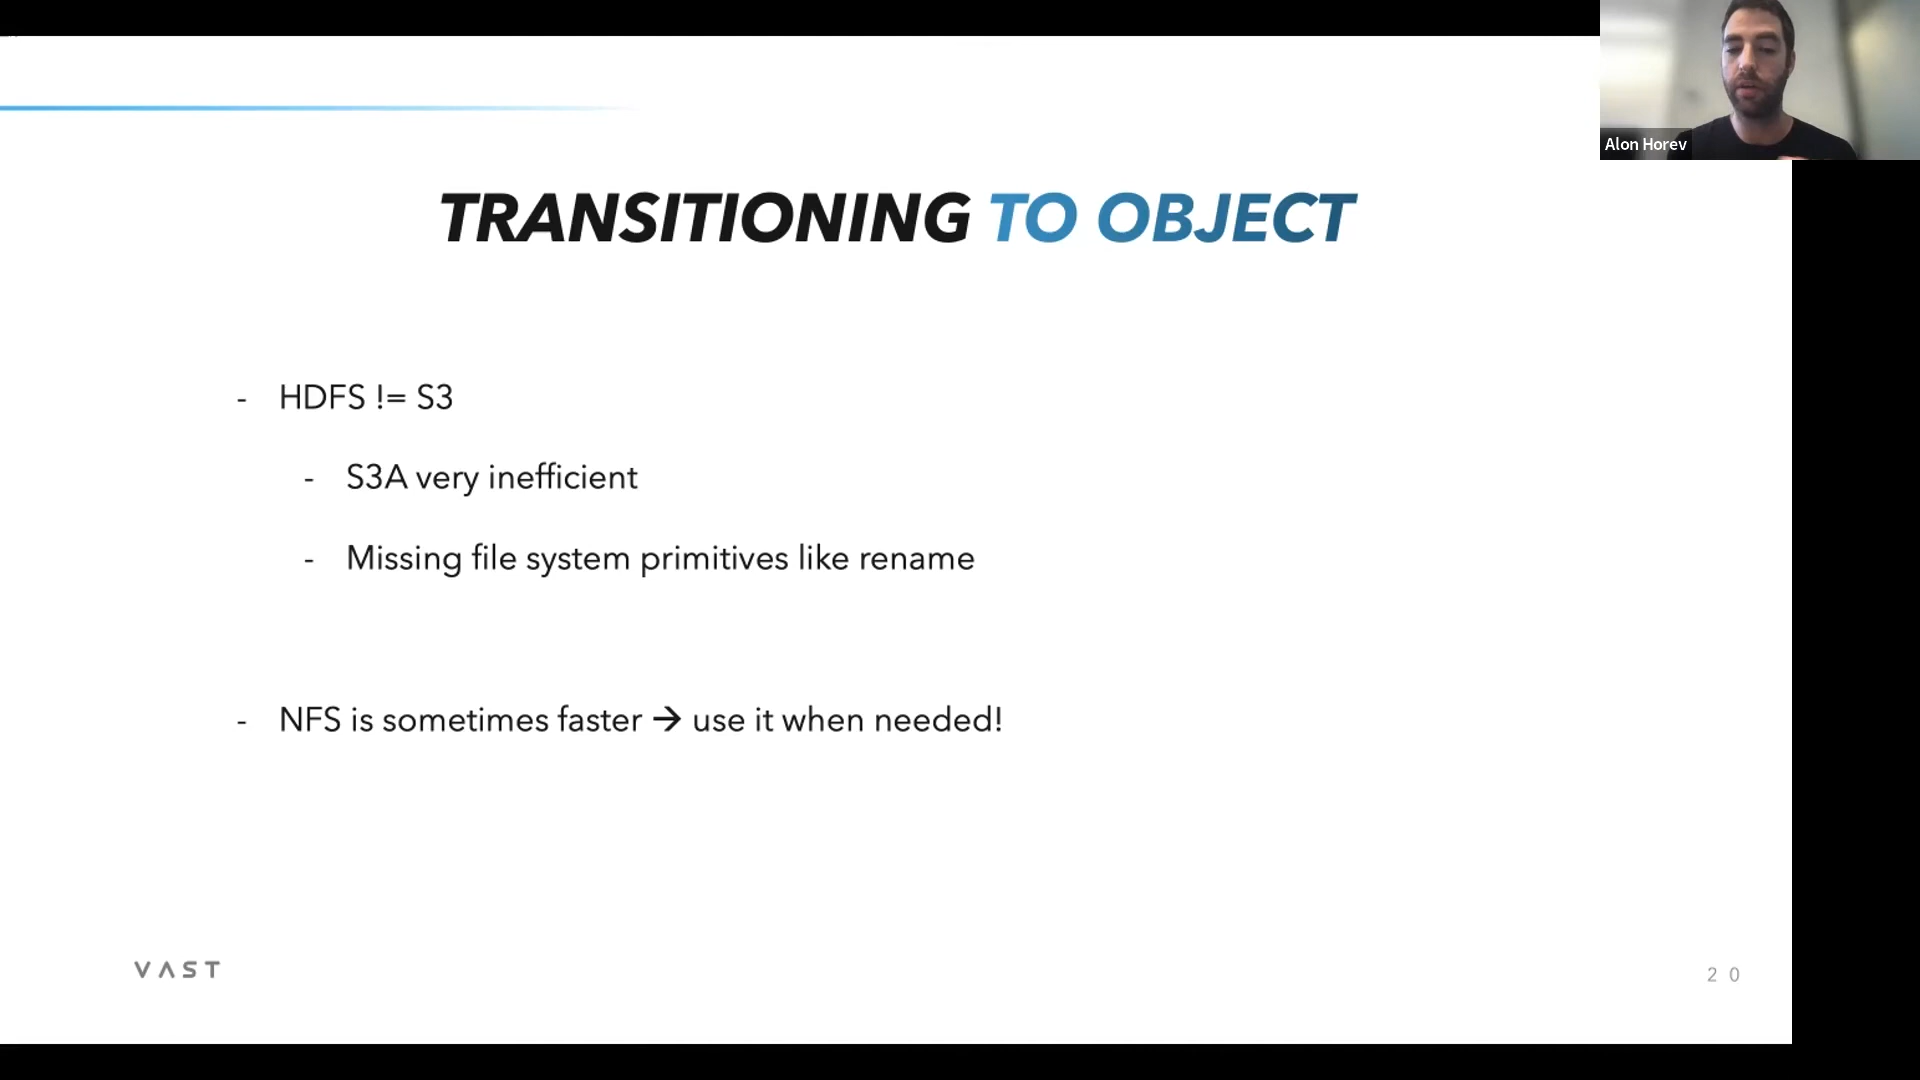 Alon Horev
TRANSITIONING TO OBJECT
- HDFS != S3
- S3A very inefficient
- Missing file system primitives like rename
- NFS is sometimes faster → use it when needed!
VAST
20